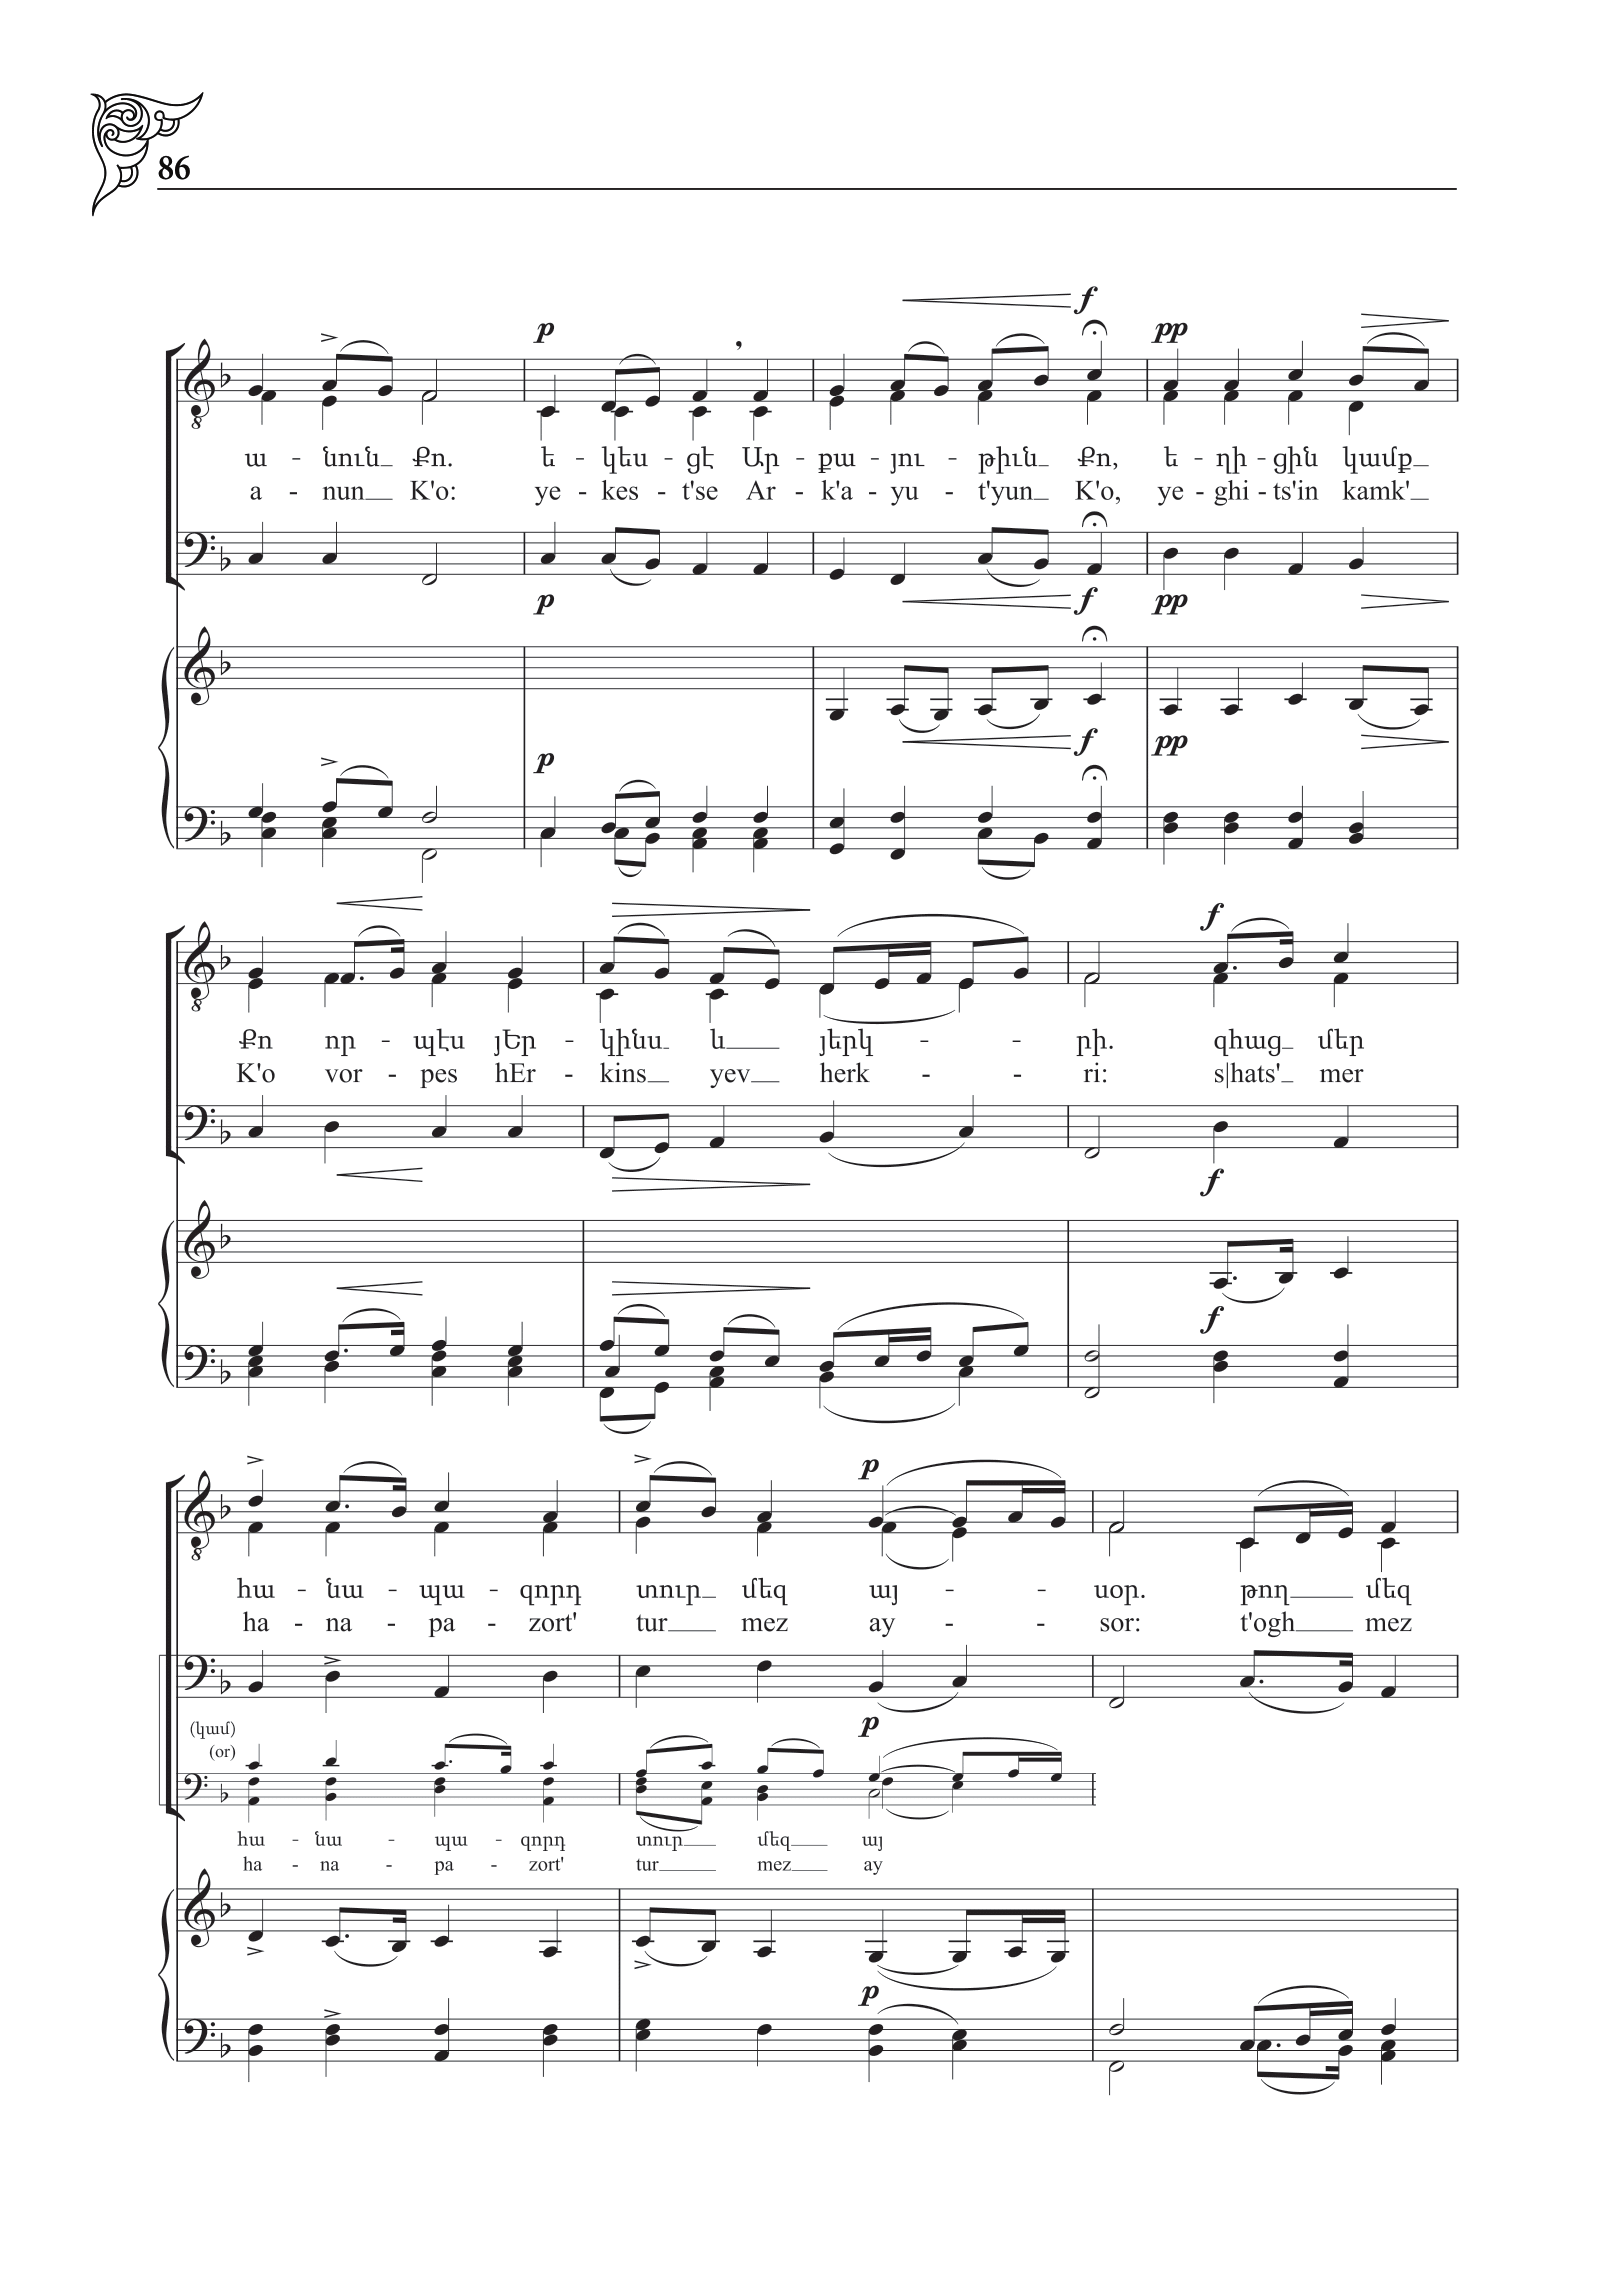 86
f
p
pp
ա - նուն Քո. ե - կես - ցէ Ար - քա - յու - թիւն Քո, ե - ղի - ցին կամք
a - nun K'o: ye - kes - t'se Ar - k'a - yu - t'yun K'o, ye - ghi - ts'in kamk'
p f pp
f pp
p
f
Քո որ - պէս յԵր - կինս և յերկ - - րի. զհաց մեր
K'o vor - pes hEr - kins yev herk - - ri: s|hats' mer
f
f
p
հա - նա - պա - զորդ տուր մեզ այ - - սօր. թող մեզ
ha - na - pa - zort' tur mez ay - - sor: t'ogh mez
p
(կամ)
(or)
հա - նա - պա - զորդ տուր մեզ այ
ha - na - pa - zort' tur mez ay
p